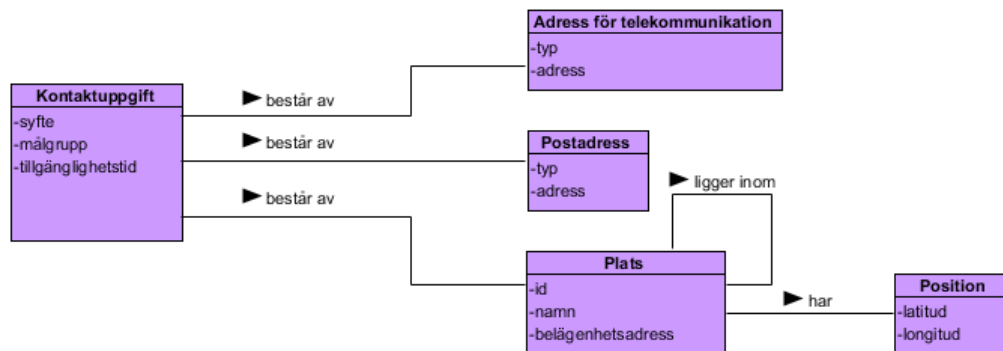 Adress för telekommunikation
-typ
-adress
Kontaktuppgift
-syfte
-målgrupp
-tillgänglighetstid
består av
består av
består av
Postadress
-typ
-adress
ligger inom
Plats
-id
-namn
-belägenhetsadress
har
Position
-latitud
-longitud